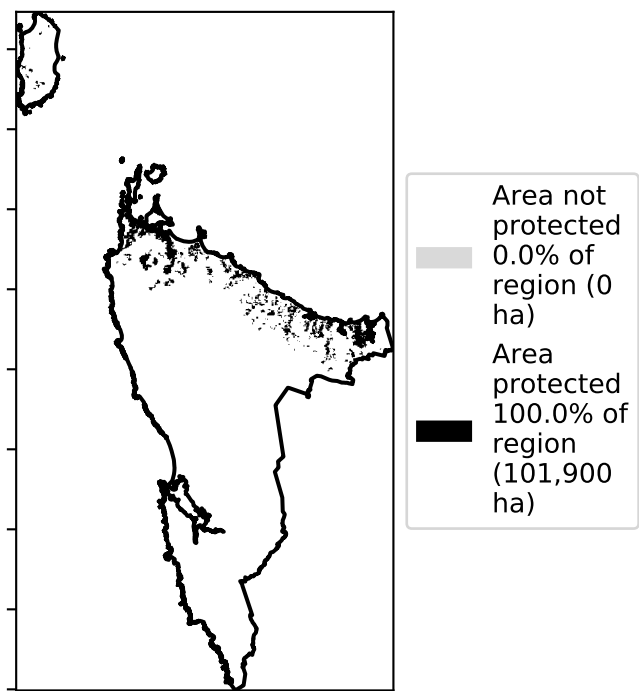 Area not
protected
0.0% of
region (0
ha)
Area
protected
100.0% of
region
(101,900
ha)